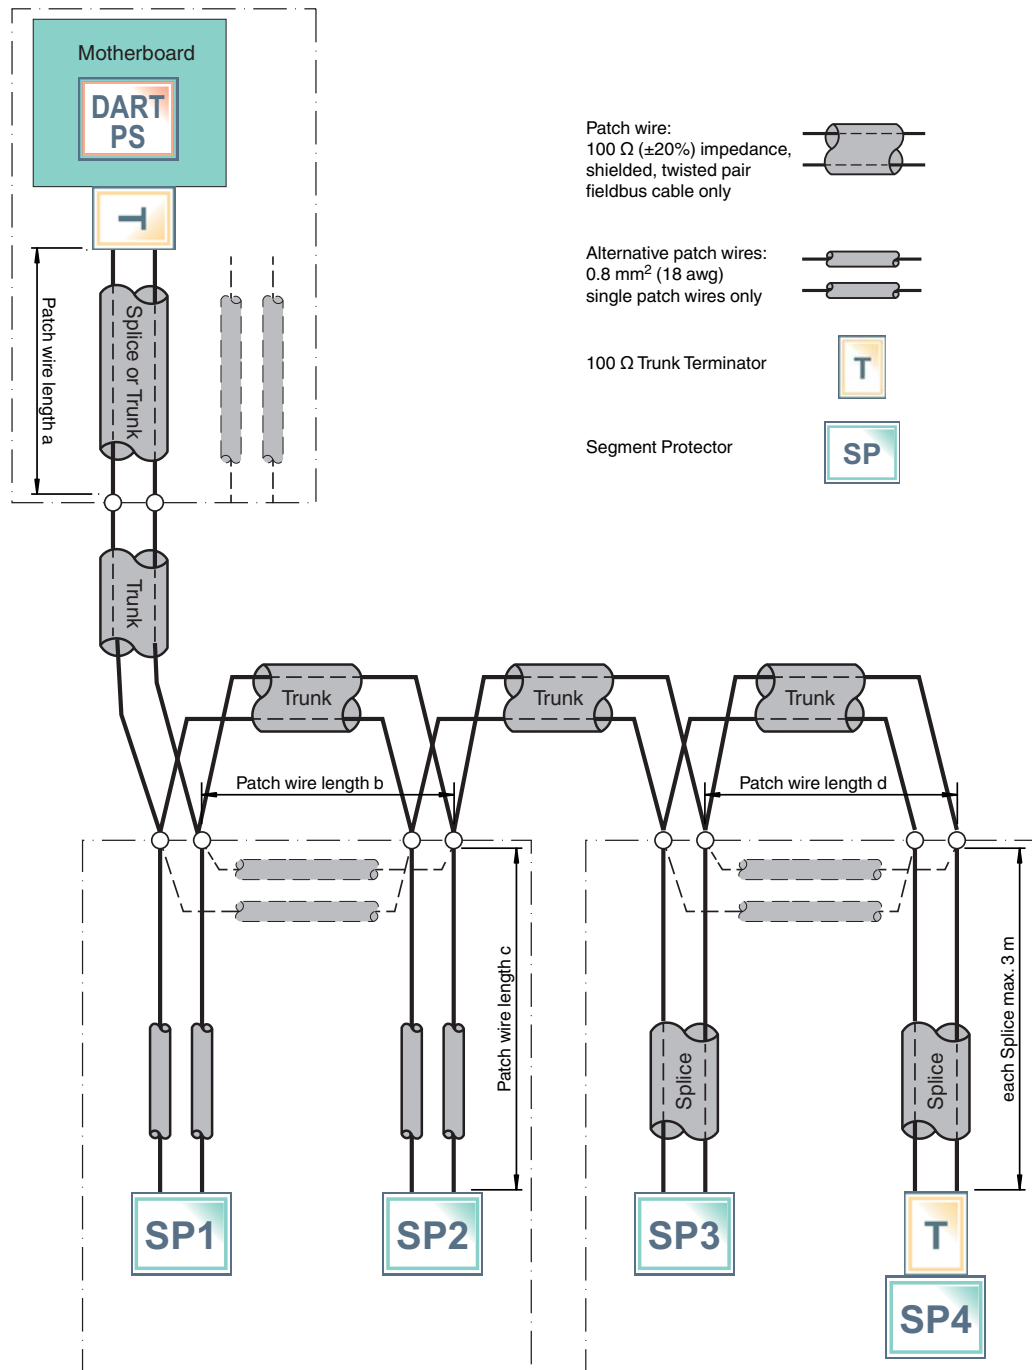 Motherboard
DART
PS
T
Patch wire length a
Splice or Trunk
Trunk
Patch wire:
100 Ω (±20%) impedance,
shielded, twisted pair
fieldbus cable only
Alternative patch wires:
0.8 mm² (18 awg)
single patch wires only
100 Ω Trunk Terminator
T
Segment Protector
SP
Trunk
Trunk
Trunk
Patch wire length b
Patch wire length d
Patch wire length c
each Splice max. 3 m
Splice
Splice
SP1
SP2
SP3
T
SP4